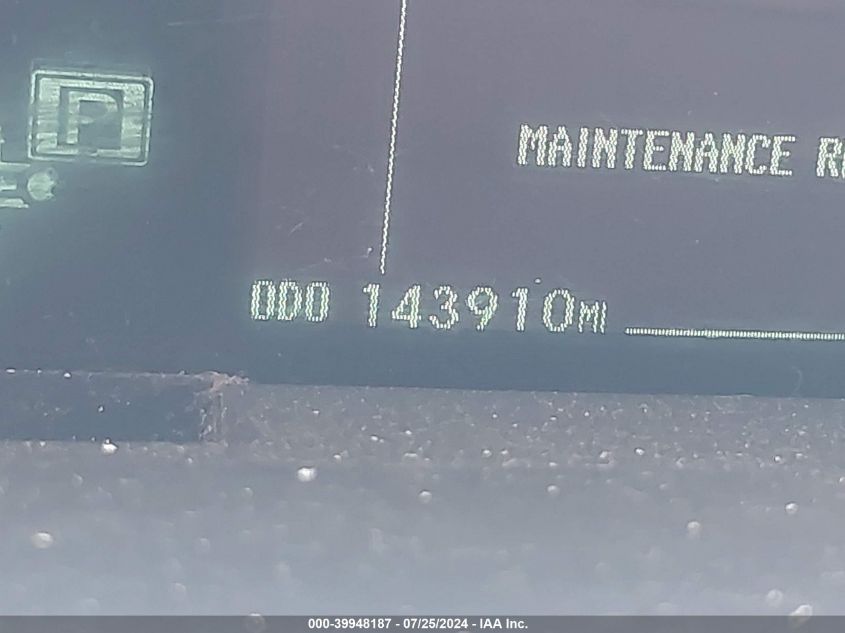 P
MAINTENANCE
ODO 143910MI
000-39948187 - 07/25/2024 - IAA Inc.